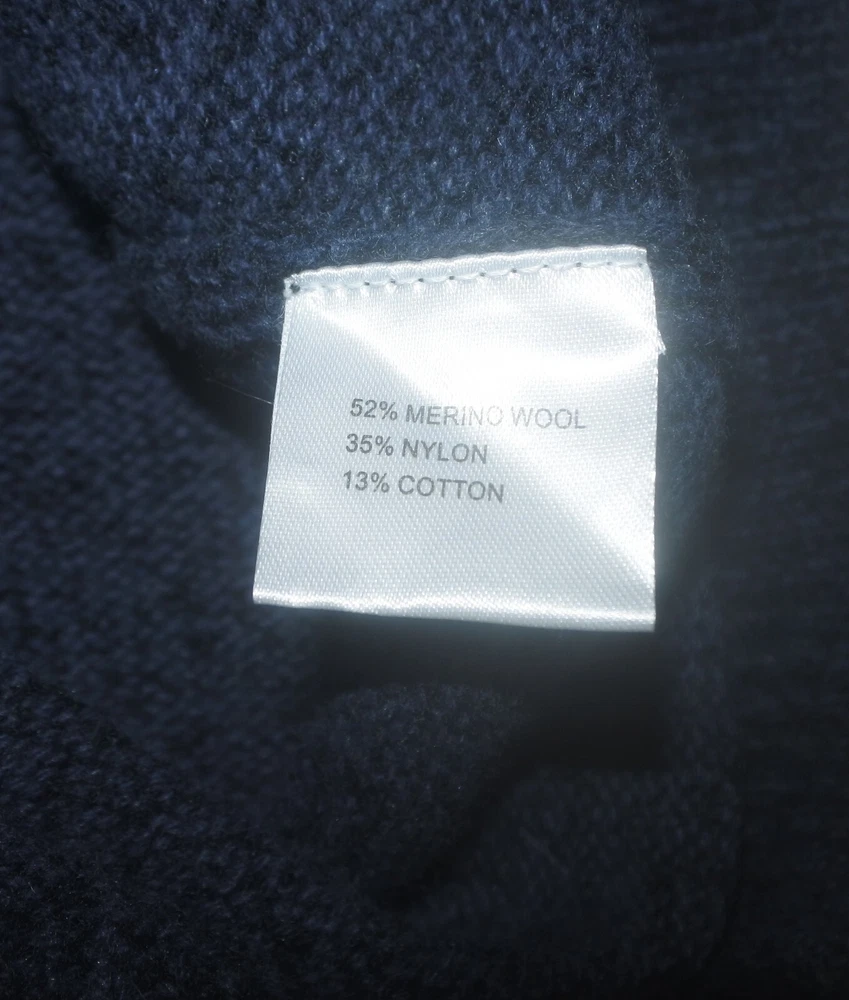 52% MERINO WOOL
35% NYLON
13% COTTON